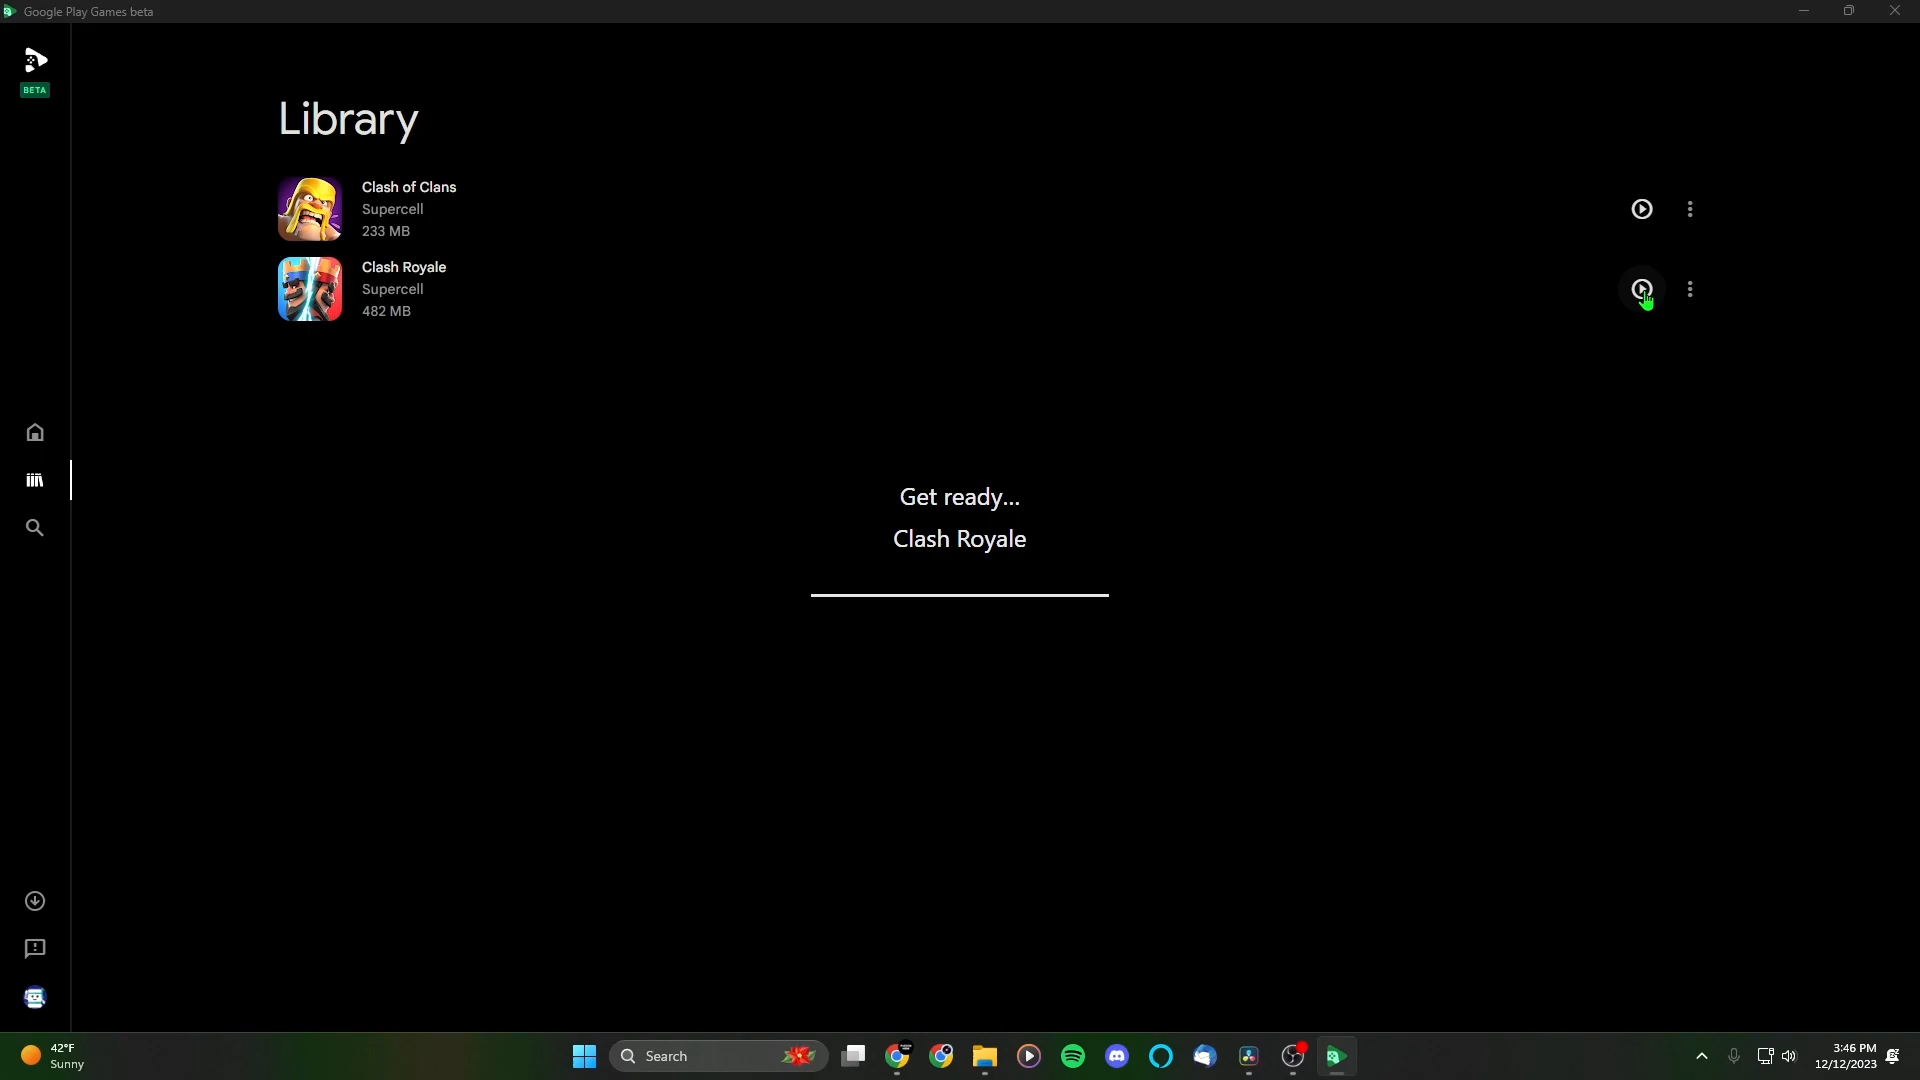 Google Play Games beta
BETA
Library
Clash of Clans
Supercell
233 MB
Clash Royale
Supercell
482 MB
Get ready...
Clash Royale
42°F
Sunny
Search
3:46 PM
12/12/2023